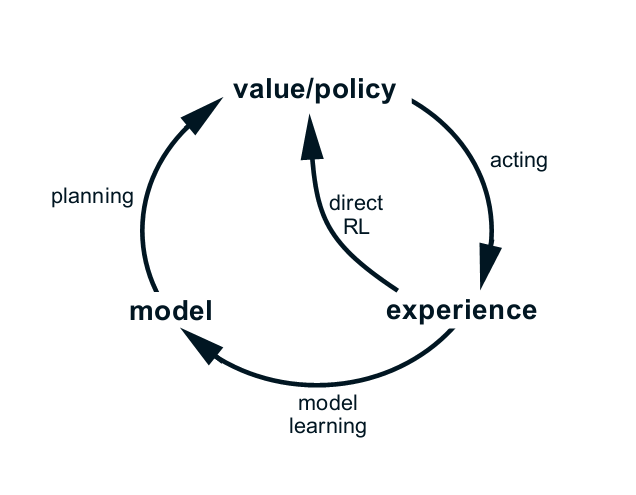 value/policy
acting
planning
direct
RL
model
experience
model
learning